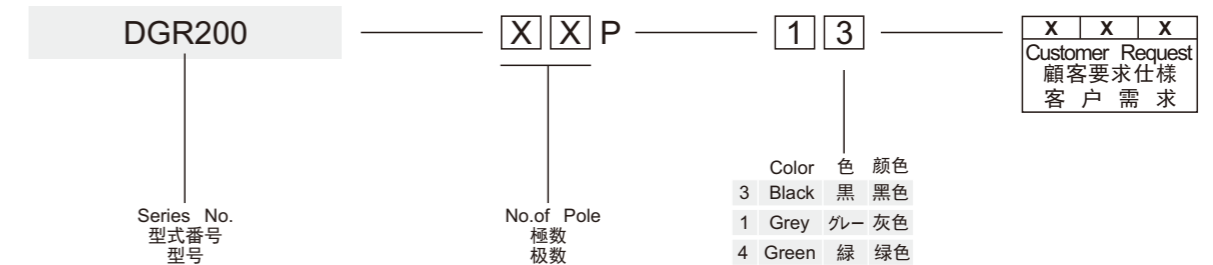 DGR200 XXP 13 X X X
Customer Request
顧客要求仕様
客户需求
Color 色 颜色
3 Black 黒 黑色
1 Grey グレー 灰色
4 Green 緑 绿色
Series No.
型式番号
型号
No.of Pole
極数
极数